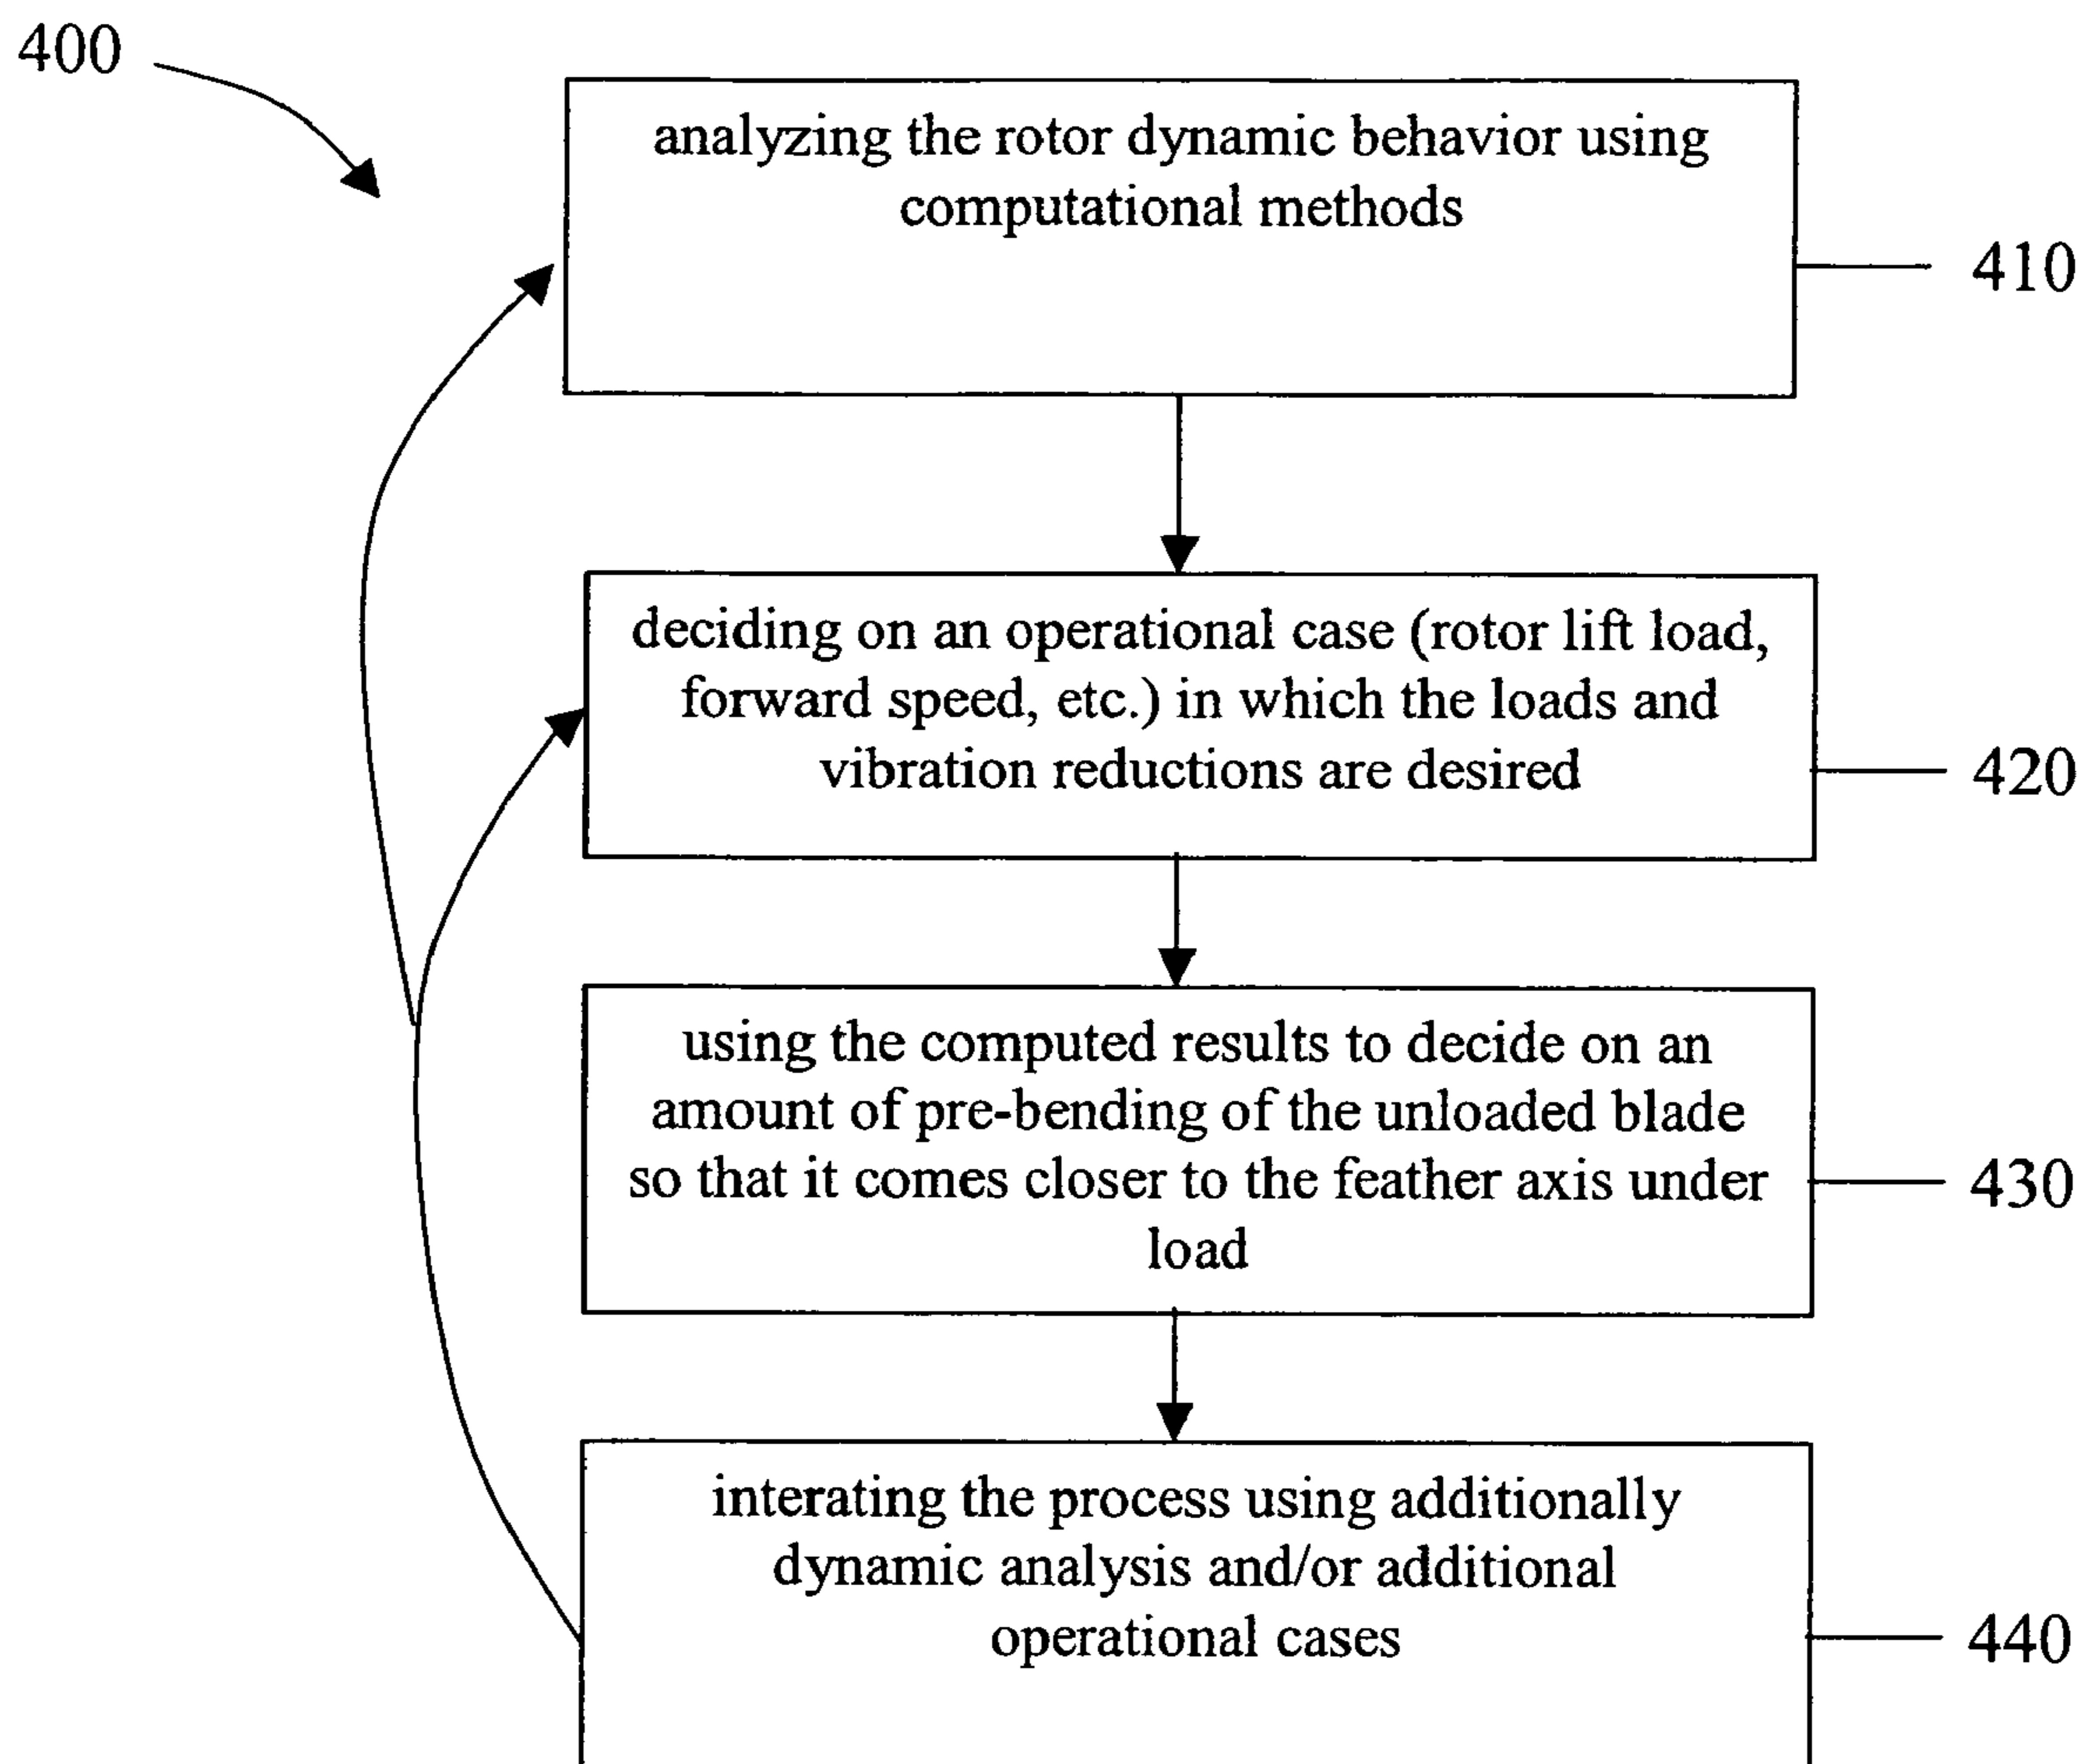 400
analyzing the rotor dynamic behavior using
computational methods
410
deciding on an operational case (rotor lift load,
forward speed, etc.) in which the loads and
vibration reductions are desired
420
using the computed results to decide on an
amount of pre-bending of the unloaded blade
so that it comes closer to the feather axis under
load
430
interating the process using additionally
dynamic analysis and/or additional
operational cases
440